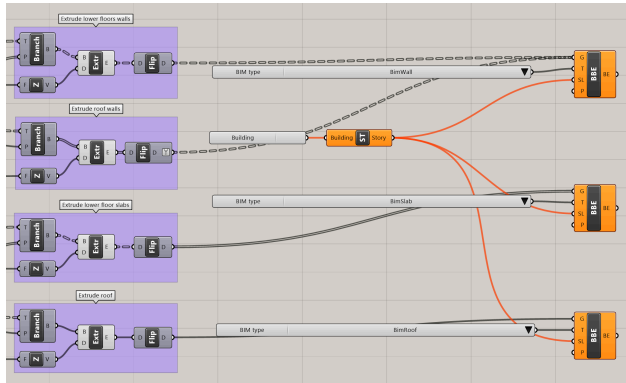 Extrude lower floors walls
T P Branch B
B D Extr E
D Flip D
F Z V
BIM type BimWall
G T SL P BBE BE
Extrude roof walls
T P Branch B
B D Extr E
D Flip D
F Z V
Building
Building ST Story
Extrude lower floor slabs
T P Branch B
B D Extr E
D Flip D
F Z V
BIM type BimSlab
G T SL P BBE BE
Extrude roof
T P Branch B
B D Extr E
D Flip D
F Z V
BIM type BimRoof
G T SL P BBE BE